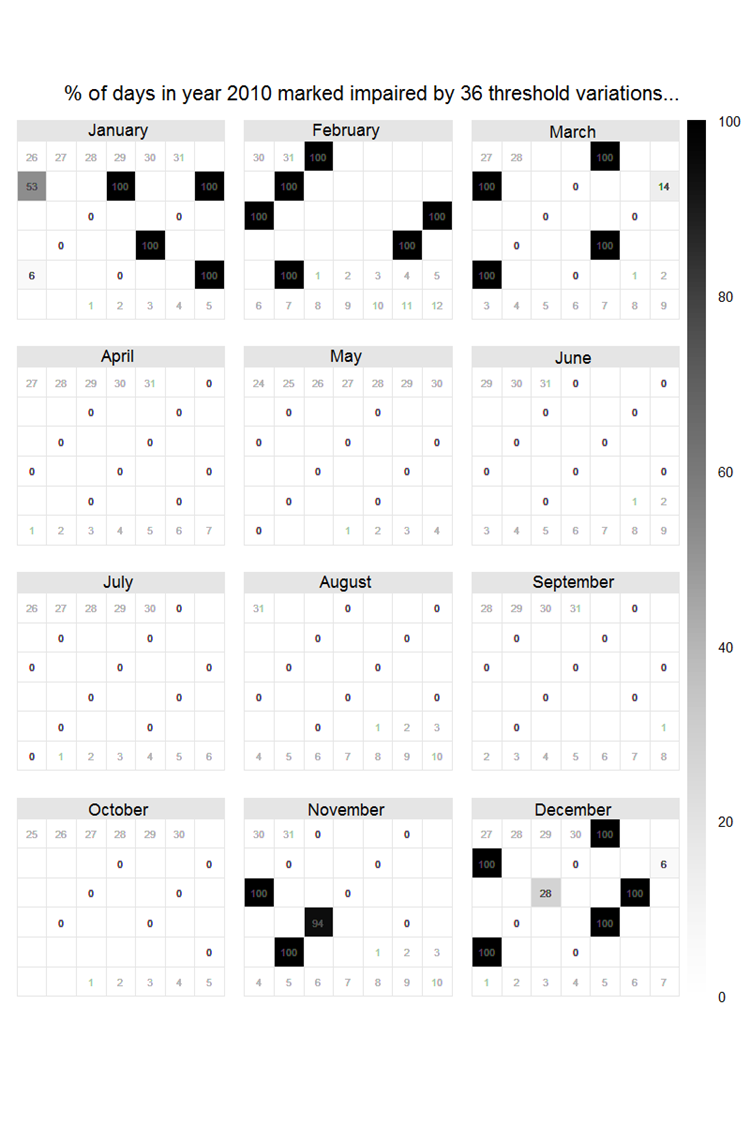 % of days in year 2010 marked impaired by 36 threshold variations...
January February March
26 27 28 29 30 31 30 31 100 27 28 100
53 100 100 100 100 0 14
0 0 100 100 0 0
0 100 100 0 100
6 0 100 100 1 2 3 4 5 100 0 1 2
1 2 3 4 5 6 7 8 9 10 11 12 3 4 5 6 7 8 9
April May June
27 28 29 30 31 0 24 25 26 27 28 29 30 29 30 31 0 0
0 0 0 0 0 0
0 0 0 0 0 0
0 0 0 0 0 0
0 0 0 0 0 1 2
1 2 3 4 5 6 7 0 1 2 3 4 3 4 5 6 7 8 9
July August September
26 27 28 29 30 0 31 0 0 28 29 30 31 0
0 0 0 0 0 0
0 0 0 0 0 0 0 0
0 0 0 0 0 0 0
0 0 0 1 2 3 0 1
0 1 2 3 4 5 6 4 5 6 7 8 9 10 2 3 4 5 6 7 8
October November December
25 26 27 28 29 30 30 31 0 0 27 28 29 30 100
0 0 0 0 100 0 6
0 0 100 0 28 100
0 0 94 0 0 100
0 100 1 2 3 100 0
1 2 3 4 5 4 5 6 7 8 9 10 1 2 3 4 5 6 7
100
80
60
40
20
0